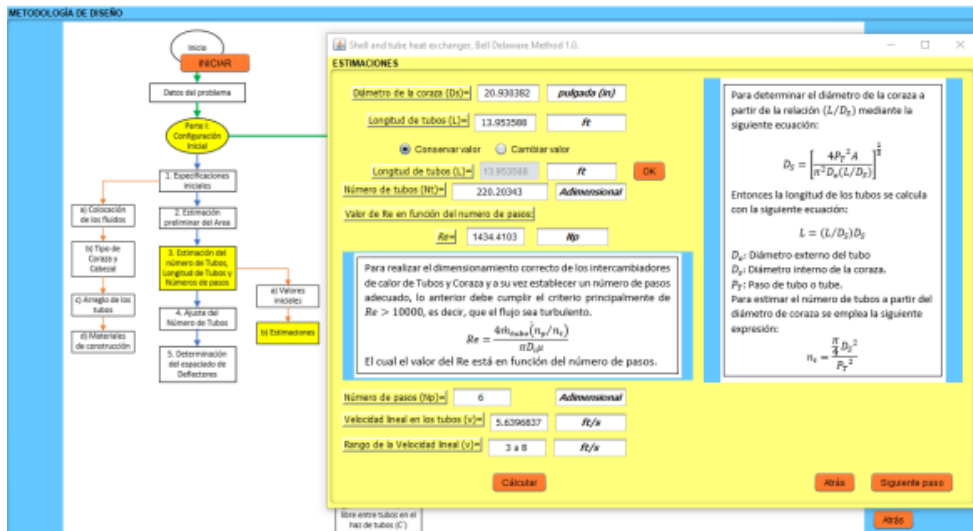 METODOLOGÍA DE DISEÑO
Inicio
INICIAR
Datos del problema
Parte I:
Configuración
Inicial
1. Especificaciones
Iniciales
a) Colocación
de los fluidos
2. Estimación
preliminar del Area
b) Tipo de
Coraza y
Cabezal
3. Estimación del
número de Tubos,
Longitud de Tubos y
Números de pasos
a) Valores
iniciales
c) Arreglo de los
tubos
4. Ajuste del
Número de Tubos
b) Estimaciones
d) Materiales
de construcción
5. Determinación
del espaciado de
Deflectores
libre entre tubos en el
haz de tubos (C')
Shell and tube heat exchanger, Bell Delaware Method 1.0.
ESTIMACIONES
Diámetro de la coraza (Ds)= 20.930382 pulgada (in)
Longitud de tubos (L)= 13.953588 ft
Conservar valor Cambiar valor
Longitud de tubos (L)= 13.953588 ft OK
Número de tubos (Nt)= 220.20343 Adimensional
Valor de Re en función del numero de pasos:
Re= 1434.4103 Np
Para realizar el dimensionamiento correcto de los intercambiadores
de calor de Tubos y Coraza y a su vez establecer un número de pasos
adecuado, lo anterior debe cumplir el criterio principalmente de
Re > 10000, es decir, que el flujo sea turbulento.
El cual el valor del Re está en función del número de pasos.
Número de pasos (Np)= 6 Adimensional
Velocidad lineal en los tubos (v)= 5.6396837 ft/s
Rango de la Velocidad lineal (v)= 3 a 8 ft/s
Cálcular
Para determinar el diámetro de la coraza a
partir de la relación (L/D_S) mediante la
siguiente ecuación:
D_S = [4P_T²A / π²D_o(L/D_S)]^(1/3)
Entonces la longitud de los tubos se calcula
con la siguiente ecuación:
L = (L/D_S)D_S
D_o: Diámetro externo del tubo
D_s: Diámetro interno de la coraza.
P_T: Paso de tubo o tube.
Para estimar el número de tubos a partir del
diámetro de coraza se emplea la siguiente
expresión:
Atrás Siguiente paso
Atrás